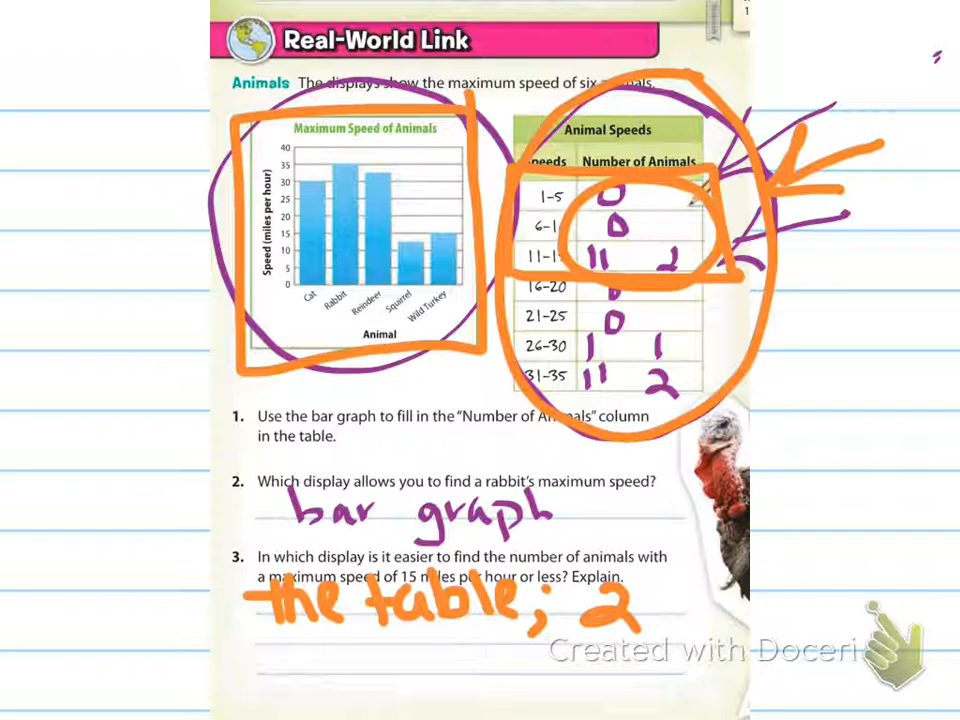 Real-World Link
Animals The displays show the maximum speed of six animals.
Maximum Speed of Animals
Speed (miles per hour)
40
35
30
25
20
15
10
5
0
Cat
Rabbit
Reindeer
Squirrel
Wild Turkey
Animal
Animal Speeds
Speeds Number of Animals
1-5 0
6-1 0
11-1 11 2
16-20 0
21-25 0
26-30 1 1
31-35 11 2
1. Use the bar graph to fill in the "Number of Animals" column
in the table.
2. Which display allows you to find a rabbit's maximum speed?
bar graph
3. In which display is it easier to find the number of animals with
a maximum speed of 15 miles per hour or less? Explain.
the table; 2
Created with Doceri